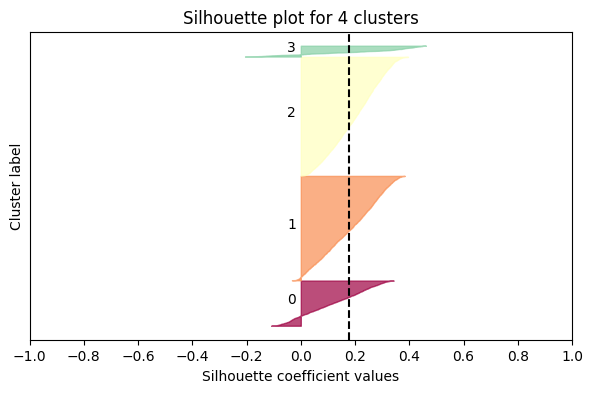 Silhouette plot for 4 clusters
3
2
1
0
Cluster label
−1.0 −0.8 −0.6 −0.4 −0.2 0.0 0.2 0.4 0.6 0.8 1.0
Silhouette coefficient values